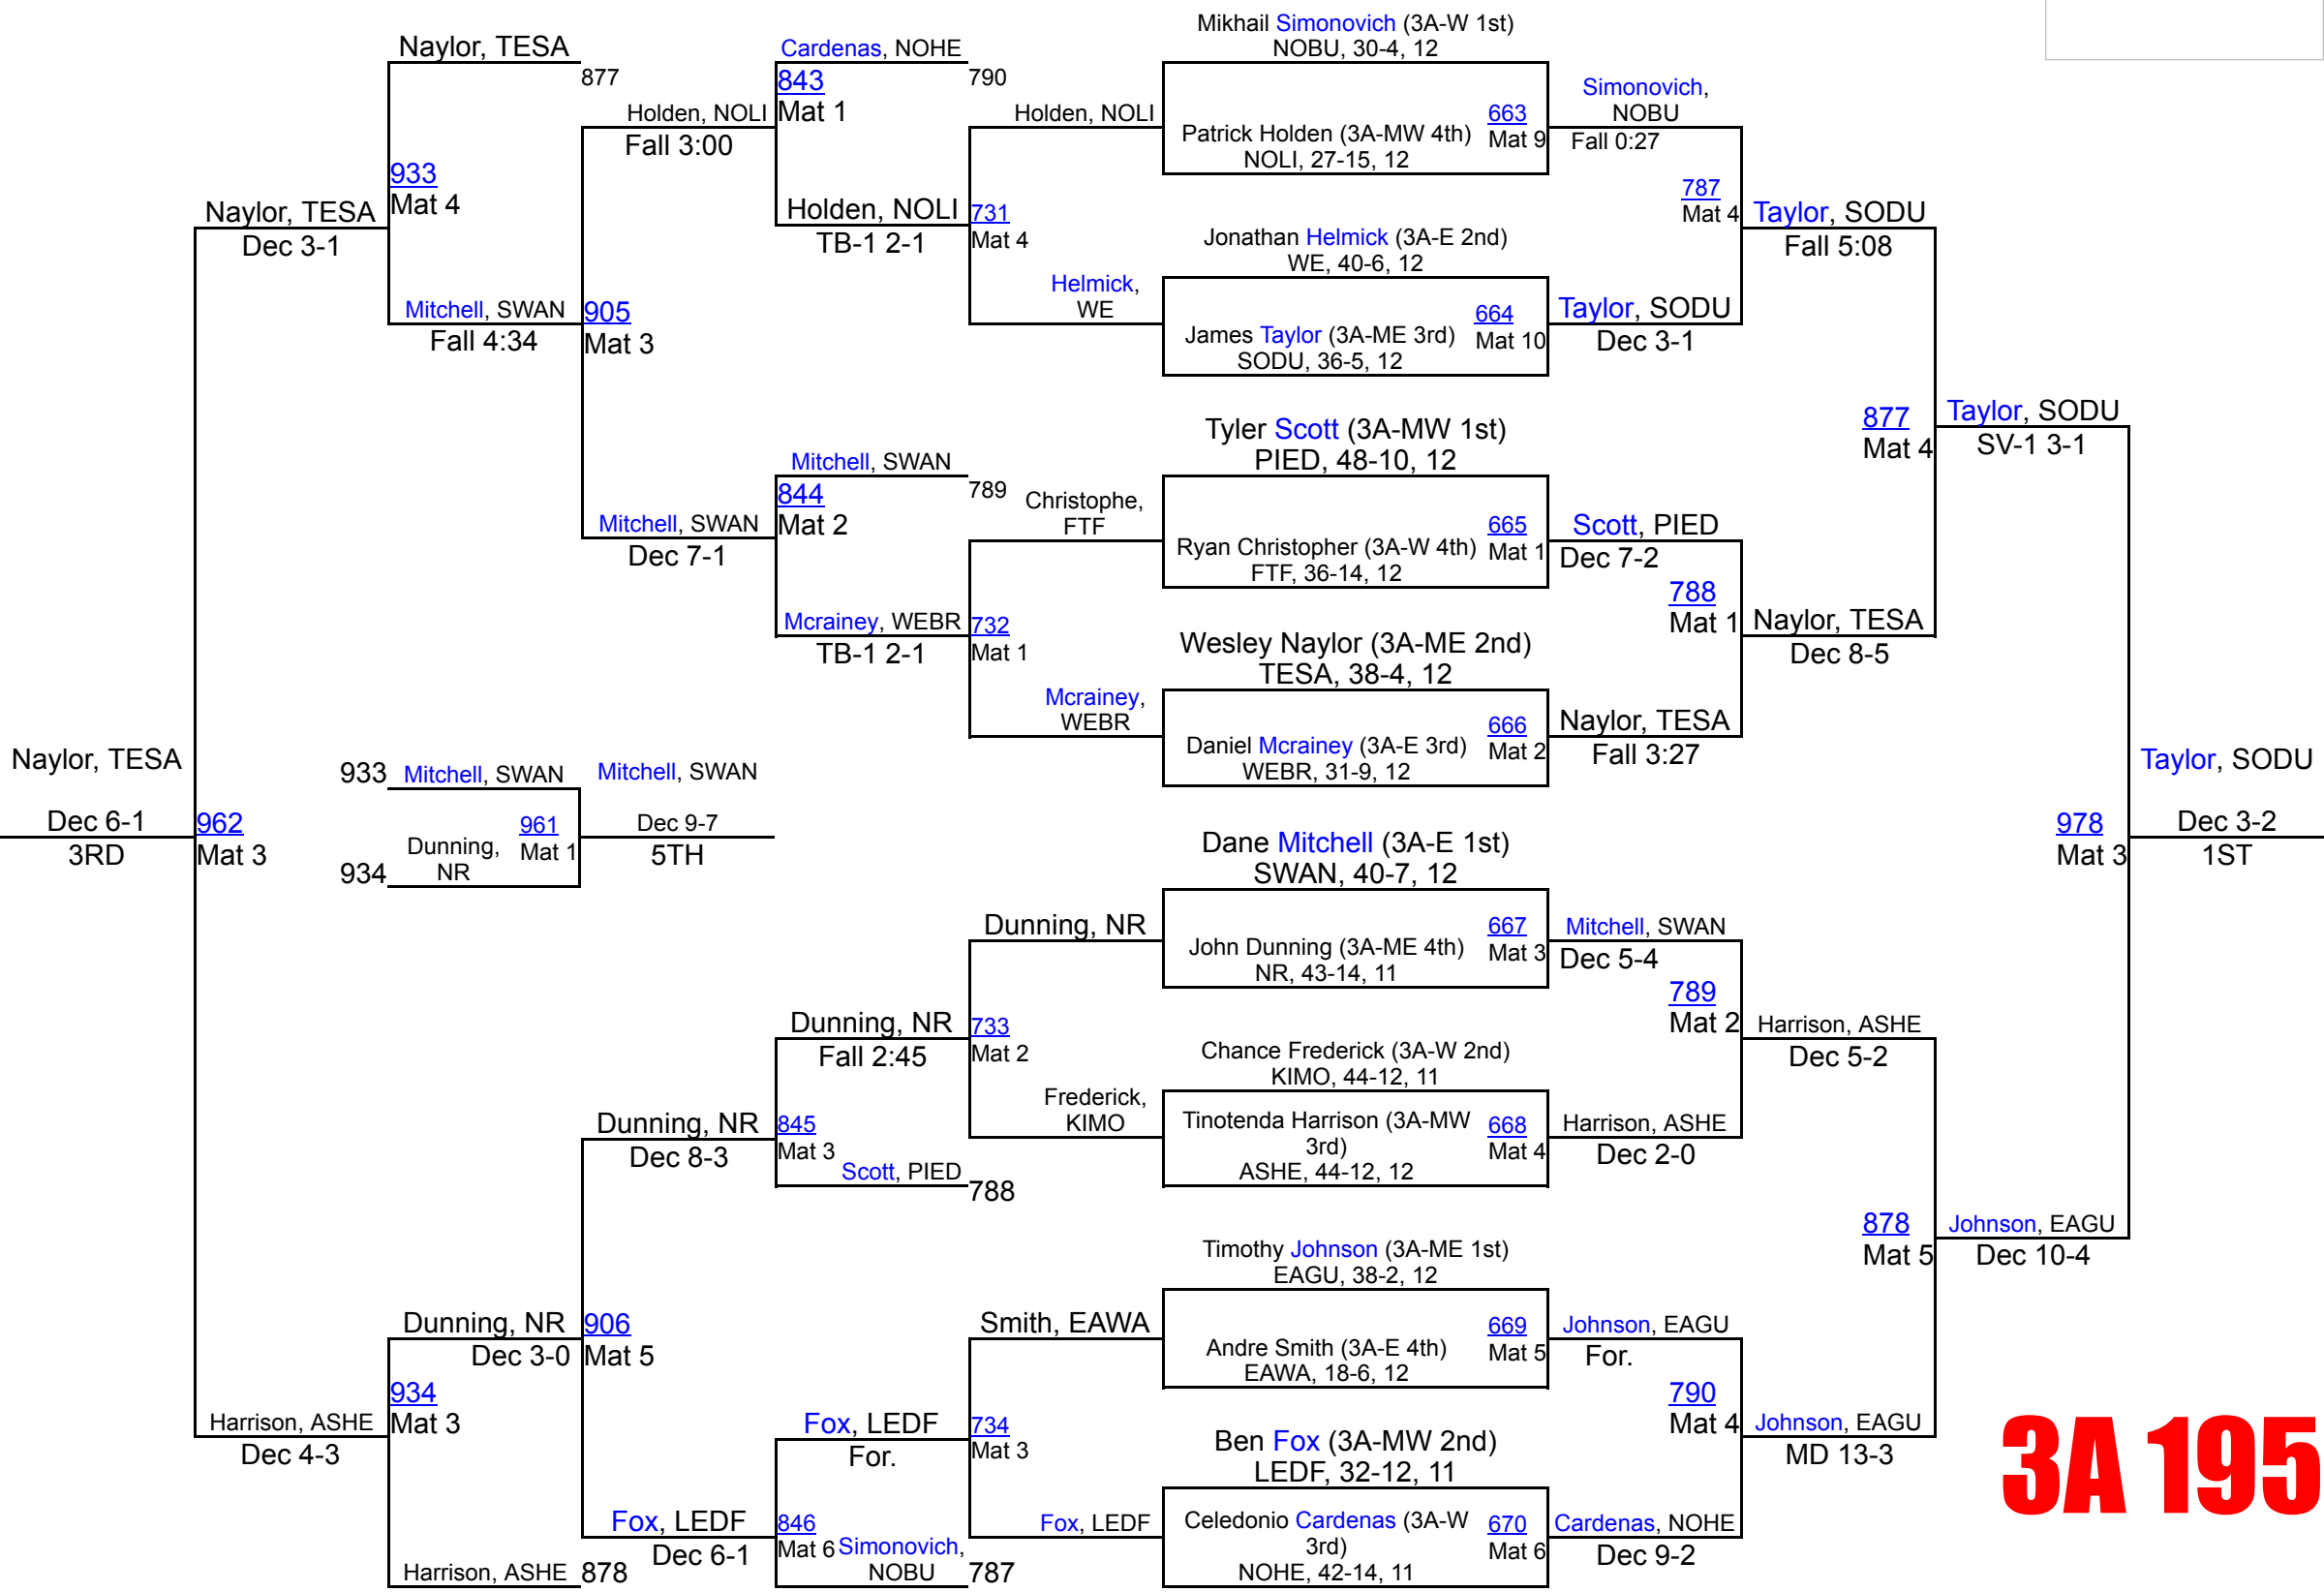 Naylor, TESA
877
933
Mat 4
Naylor, TESA
Dec 3-1
Mitchell, SWAN
Fall 4:34
Holden, NOLI
Fall 3:00
905
Mat 3
Mitchell, SWAN
Dec 7-1
Cardenas, NOHE
790
843
Mat 1
Holden, NOLI
TB-1 2-1
Mitchell, SWAN
789
844
Mat 2
Mcrainey, WEBR
TB-1 2-1
Holden, NOLI
731
Mat 4
Helmick,
WE
Christophe,
FTF
732
Mat 1
Mcrainey,
WEBR
Mikhail Simonovich (3A-W 1st)
NOBU, 30-4, 12
663
Mat 9
Patrick Holden (3A-MW 4th)
NOLI, 27-15, 12
Simonovich,
NOBU
Fall 0:27
Jonathan Helmick (3A-E 2nd)
WE, 40-6, 12
664
Mat 10
James Taylor (3A-ME 3rd)
SODU, 36-5, 12
Taylor, SODU
Dec 3-1
787
Mat 4
Taylor, SODU
Fall 5:08
Tyler Scott (3A-MW 1st)
PIED, 48-10, 12
665
Mat 1
Ryan Christopher (3A-W 4th)
FTF, 36-14, 12
Scott, PIED
Dec 7-2
Wesley Naylor (3A-ME 2nd)
TESA, 38-4, 12
666
Mat 2
Daniel Mcrainey (3A-E 3rd)
WEBR, 31-9, 12
Naylor, TESA
Fall 3:27
788
Mat 1
Naylor, TESA
Dec 8-5
877
Mat 4
Taylor, SODU
SV-1 3-1
Naylor, TESA
Dec 6-1
3RD
962
Mat 3
933
Mitchell, SWAN
934
Dunning,
NR
961
Mat 1
Mitchell, SWAN
Dec 9-7
5TH
978
Mat 3
Taylor, SODU
Dec 3-2
1ST
Dane Mitchell (3A-E 1st)
SWAN, 40-7, 12
667
Mat 3
John Dunning (3A-ME 4th)
NR, 43-14, 11
Mitchell, SWAN
Dec 5-4
Chance Frederick (3A-W 2nd)
KIMO, 44-12, 11
668
Mat 4
Tinotenda Harrison (3A-MW
3rd)
ASHE, 44-12, 12
Harrison, ASHE
Dec 2-0
789
Mat 2
Harrison, ASHE
Dec 5-2
Dunning, NR
733
Mat 2
Frederick,
KIMO
Dunning, NR
Fall 2:45
845
Mat 3
Scott, PIED
788
Dunning, NR
Dec 8-3
Timothy Johnson (3A-ME 1st)
EAGU, 38-2, 12
669
Mat 5
Andre Smith (3A-E 4th)
EAWA, 18-6, 12
Johnson, EAGU
For.
Ben Fox (3A-MW 2nd)
LEDF, 32-12, 11
670
Mat 6
Celedonio Cardenas (3A-W
3rd)
NOHE, 42-14, 11
Cardenas, NOHE
Dec 9-2
790
Mat 4
Johnson, EAGU
MD 13-3
878
Mat 5
Johnson, EAGU
Dec 10-4
Smith, EAWA
734
Mat 3
Fox, LEDF
Fox, LEDF
For.
846
Mat 6
Simonovich,
NOBU
787
Fox, LEDF
Dec 6-1
906
Mat 5
Dunning, NR
Dec 3-0
934
Mat 3
Harrison, ASHE
878
Harrison, ASHE
Dec 4-3
3A 195